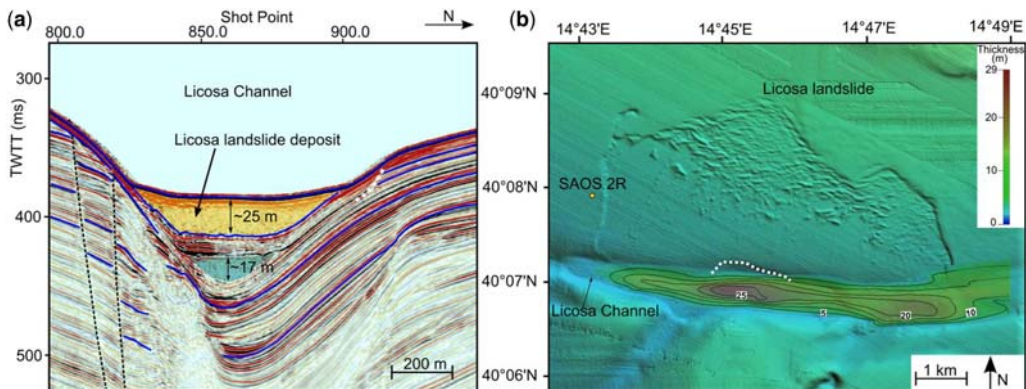 (a)
Shot Point
N
800.0 850.0 900.0
TWTT (ms)
300
400
500
Licosa Channel
Licosa landslide deposit
~25 m
~17 m
200 m
(b)
14°43'E 14°45'E 14°47'E 14°49'E
40°09'N
40°08'N
40°07'N
40°06'N
Thickness
(m)
29
20
10
0
Licosa landslide
SAOS 2R
Licosa Channel
25
5
20
10
1 km
N